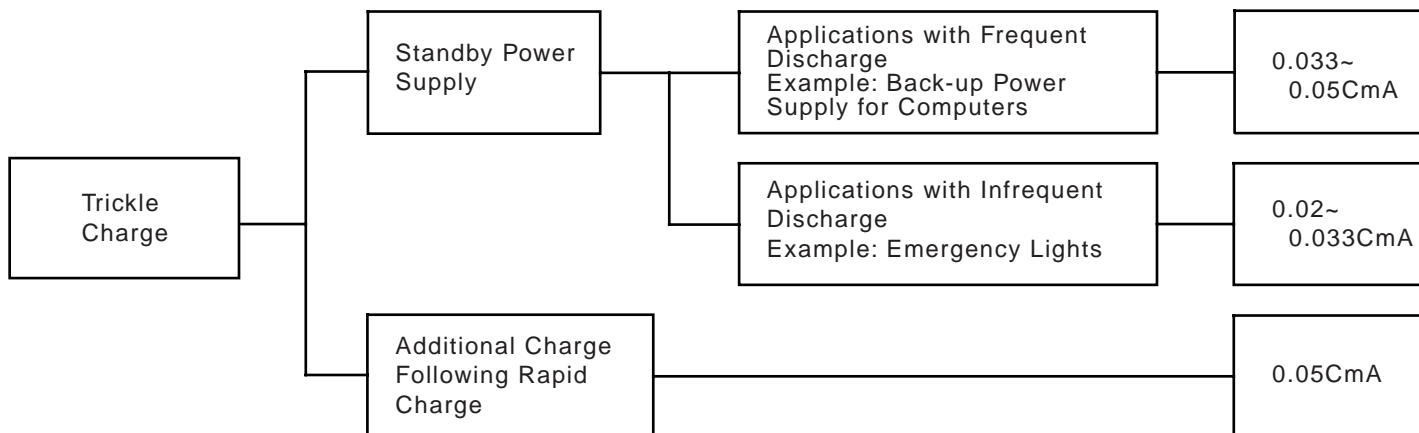 Trickle
Charge
Standby Power
Supply
Applications with Frequent
Discharge
Example: Back-up Power
Supply for Computers
0.033~
0.05CmA
Applications with Infrequent
Discharge
Example: Emergency Lights
0.02~
0.033CmA
Additional Charge
Following Rapid
Charge
0.05CmA